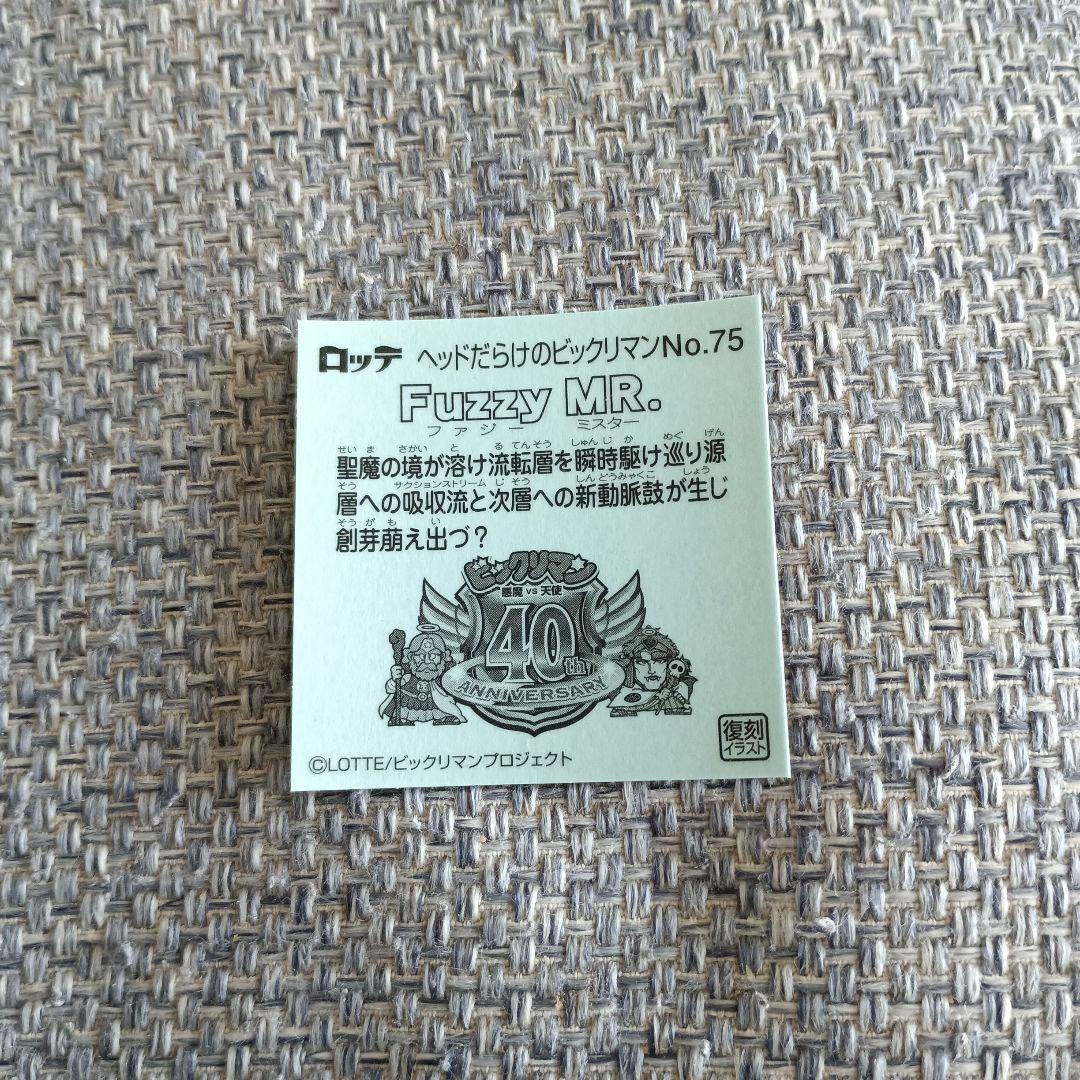 ロッテ ヘッドだらけのビックリマンNo.75
Fuzzy MR.
ファジー ミスター
せいま さかい と るてんそう しゅんじか めぐ げん
聖魔の境が溶け流転層を瞬時駆け巡り源
そう サクションストリーム じそう しんどうみゃくこ しょう
層への吸収流と次層への新動脈鼓が生じ
そうが も い
創芽萌え出づ？
ビックリマン
悪魔 VS 天使
40th
ANNIVERSARY
復刻
イラスト
©LOTTE/ビックリマンプロジェクト